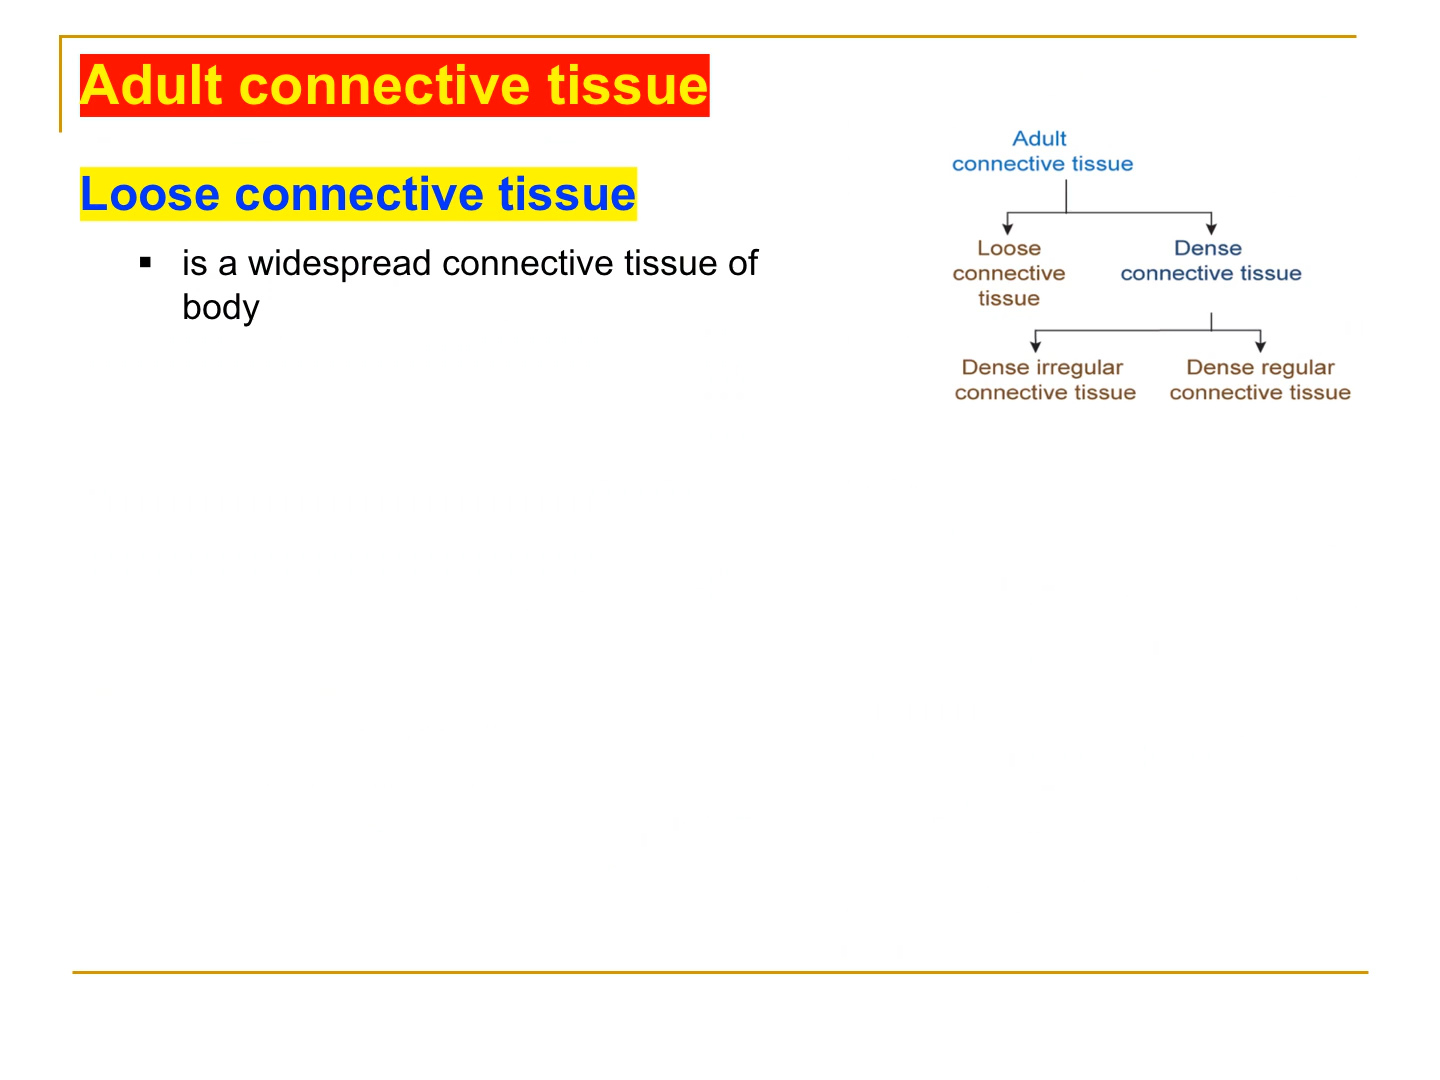 Adult connective tissue
Loose connective tissue
▪ is a widespread connective tissue of
body
Adult
connective tissue
Loose
connective
tissue
Dense
connective tissue
Dense irregular
connective tissue
Dense regular
connective tissue